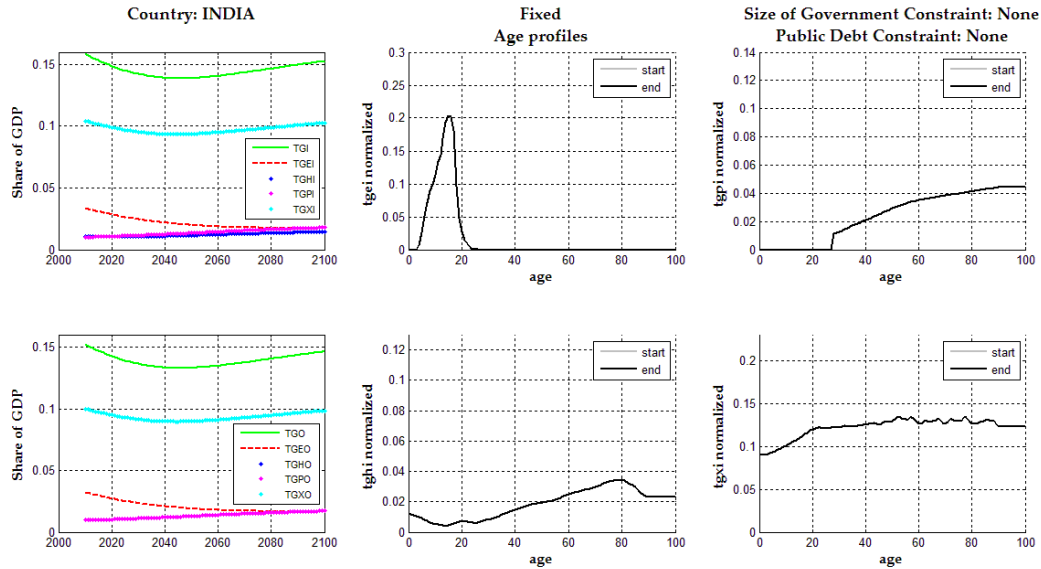 Country: INDIA
Fixed
Age profiles
Size of Government Constraint: None
Public Debt Constraint: None
Share of GDP
0.15
0.1
0.05
0
2000 2020 2040 2060 2080 2100
TGI
TGEI
TGHI
TGPI
TGXI
tgei normalized
0.3
0.25
0.2
0.15
0.1
0.05
0
0 20 40 60 80 100
age
start
end
tgpi normalized
0.14
0.12
0.1
0.08
0.06
0.04
0.02
0
0 20 40 60 80 100
age
start
end
Share of GDP
0.15
0.1
0.05
0
2000 2020 2040 2060 2080 2100
TGO
TGEO
TGHO
TGPO
TGXO
tghi normalized
0.12
0.1
0.08
0.06
0.04
0.02
0
0 20 40 60 80 100
age
start
end
tgxi normalized
0.2
0.15
0.1
0.05
0
0 20 40 60 80 100
age
start
end